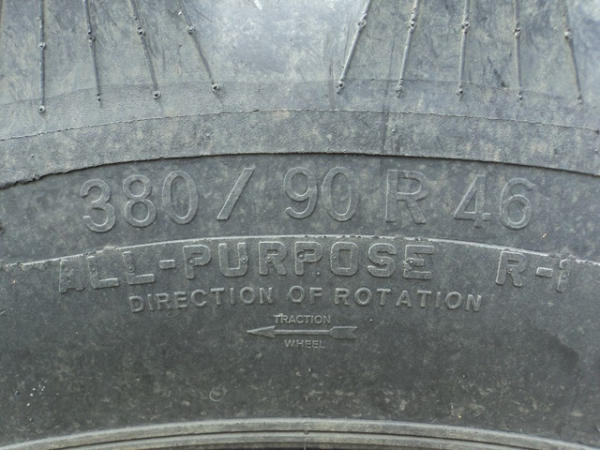 380/90 R 46
ALL-PURPOSE R-1
DIRECTION OF ROTATION
TRACTION
WHEEL